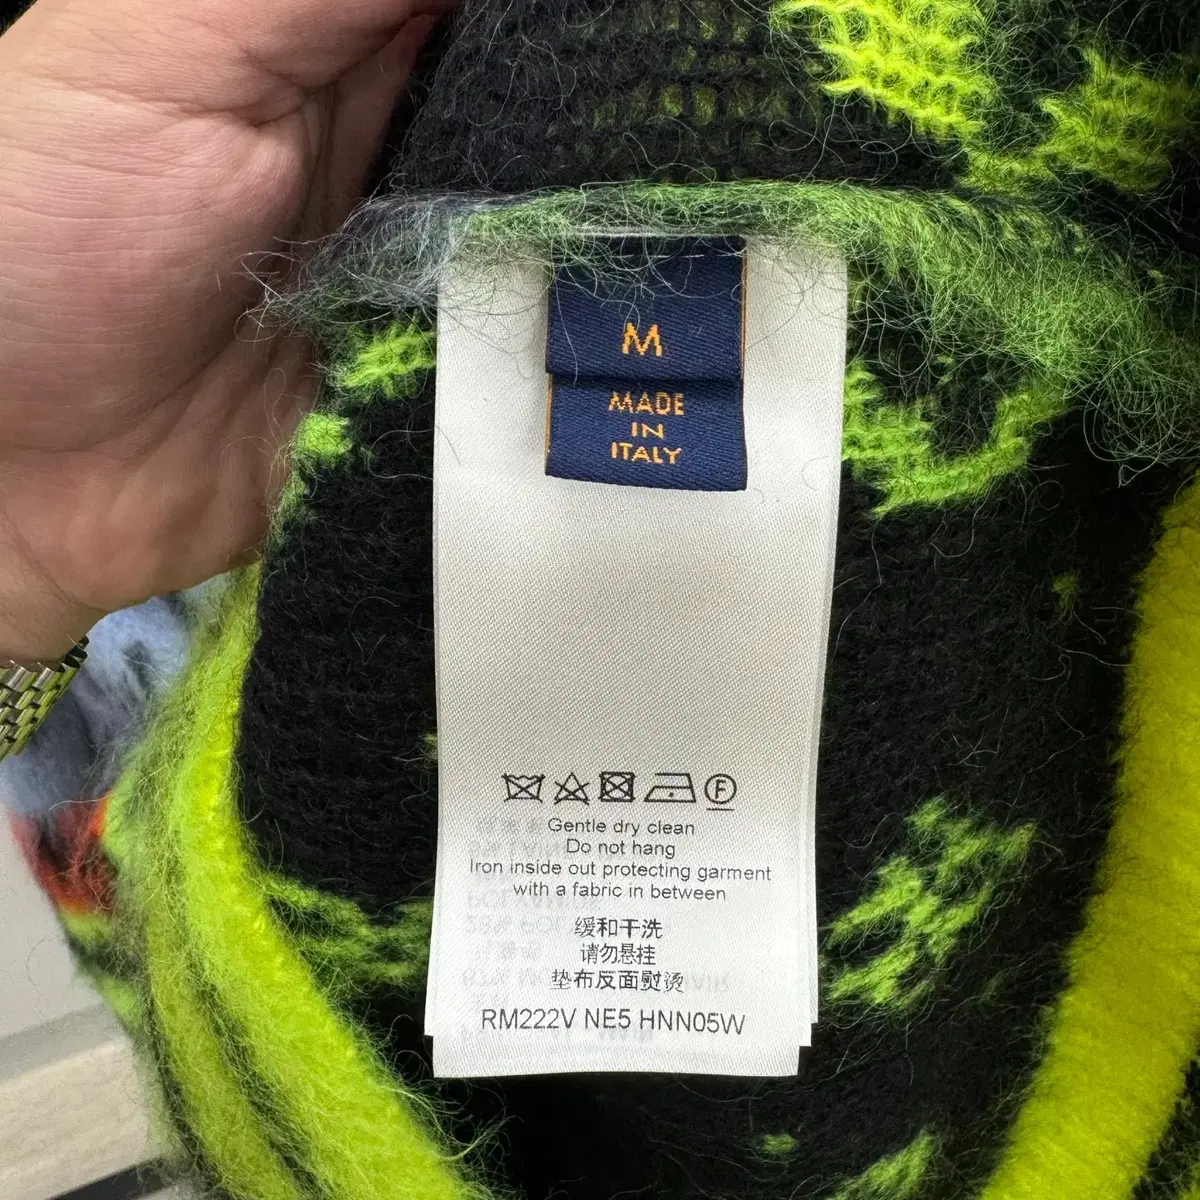 M
MADE
IN
ITALY
F
Gentle dry clean
Do not hang
Iron inside out protecting garment
with a fabric in between
缓和干洗
请勿悬挂
垫布反面熨烫
RM222V NE5 HNN05W